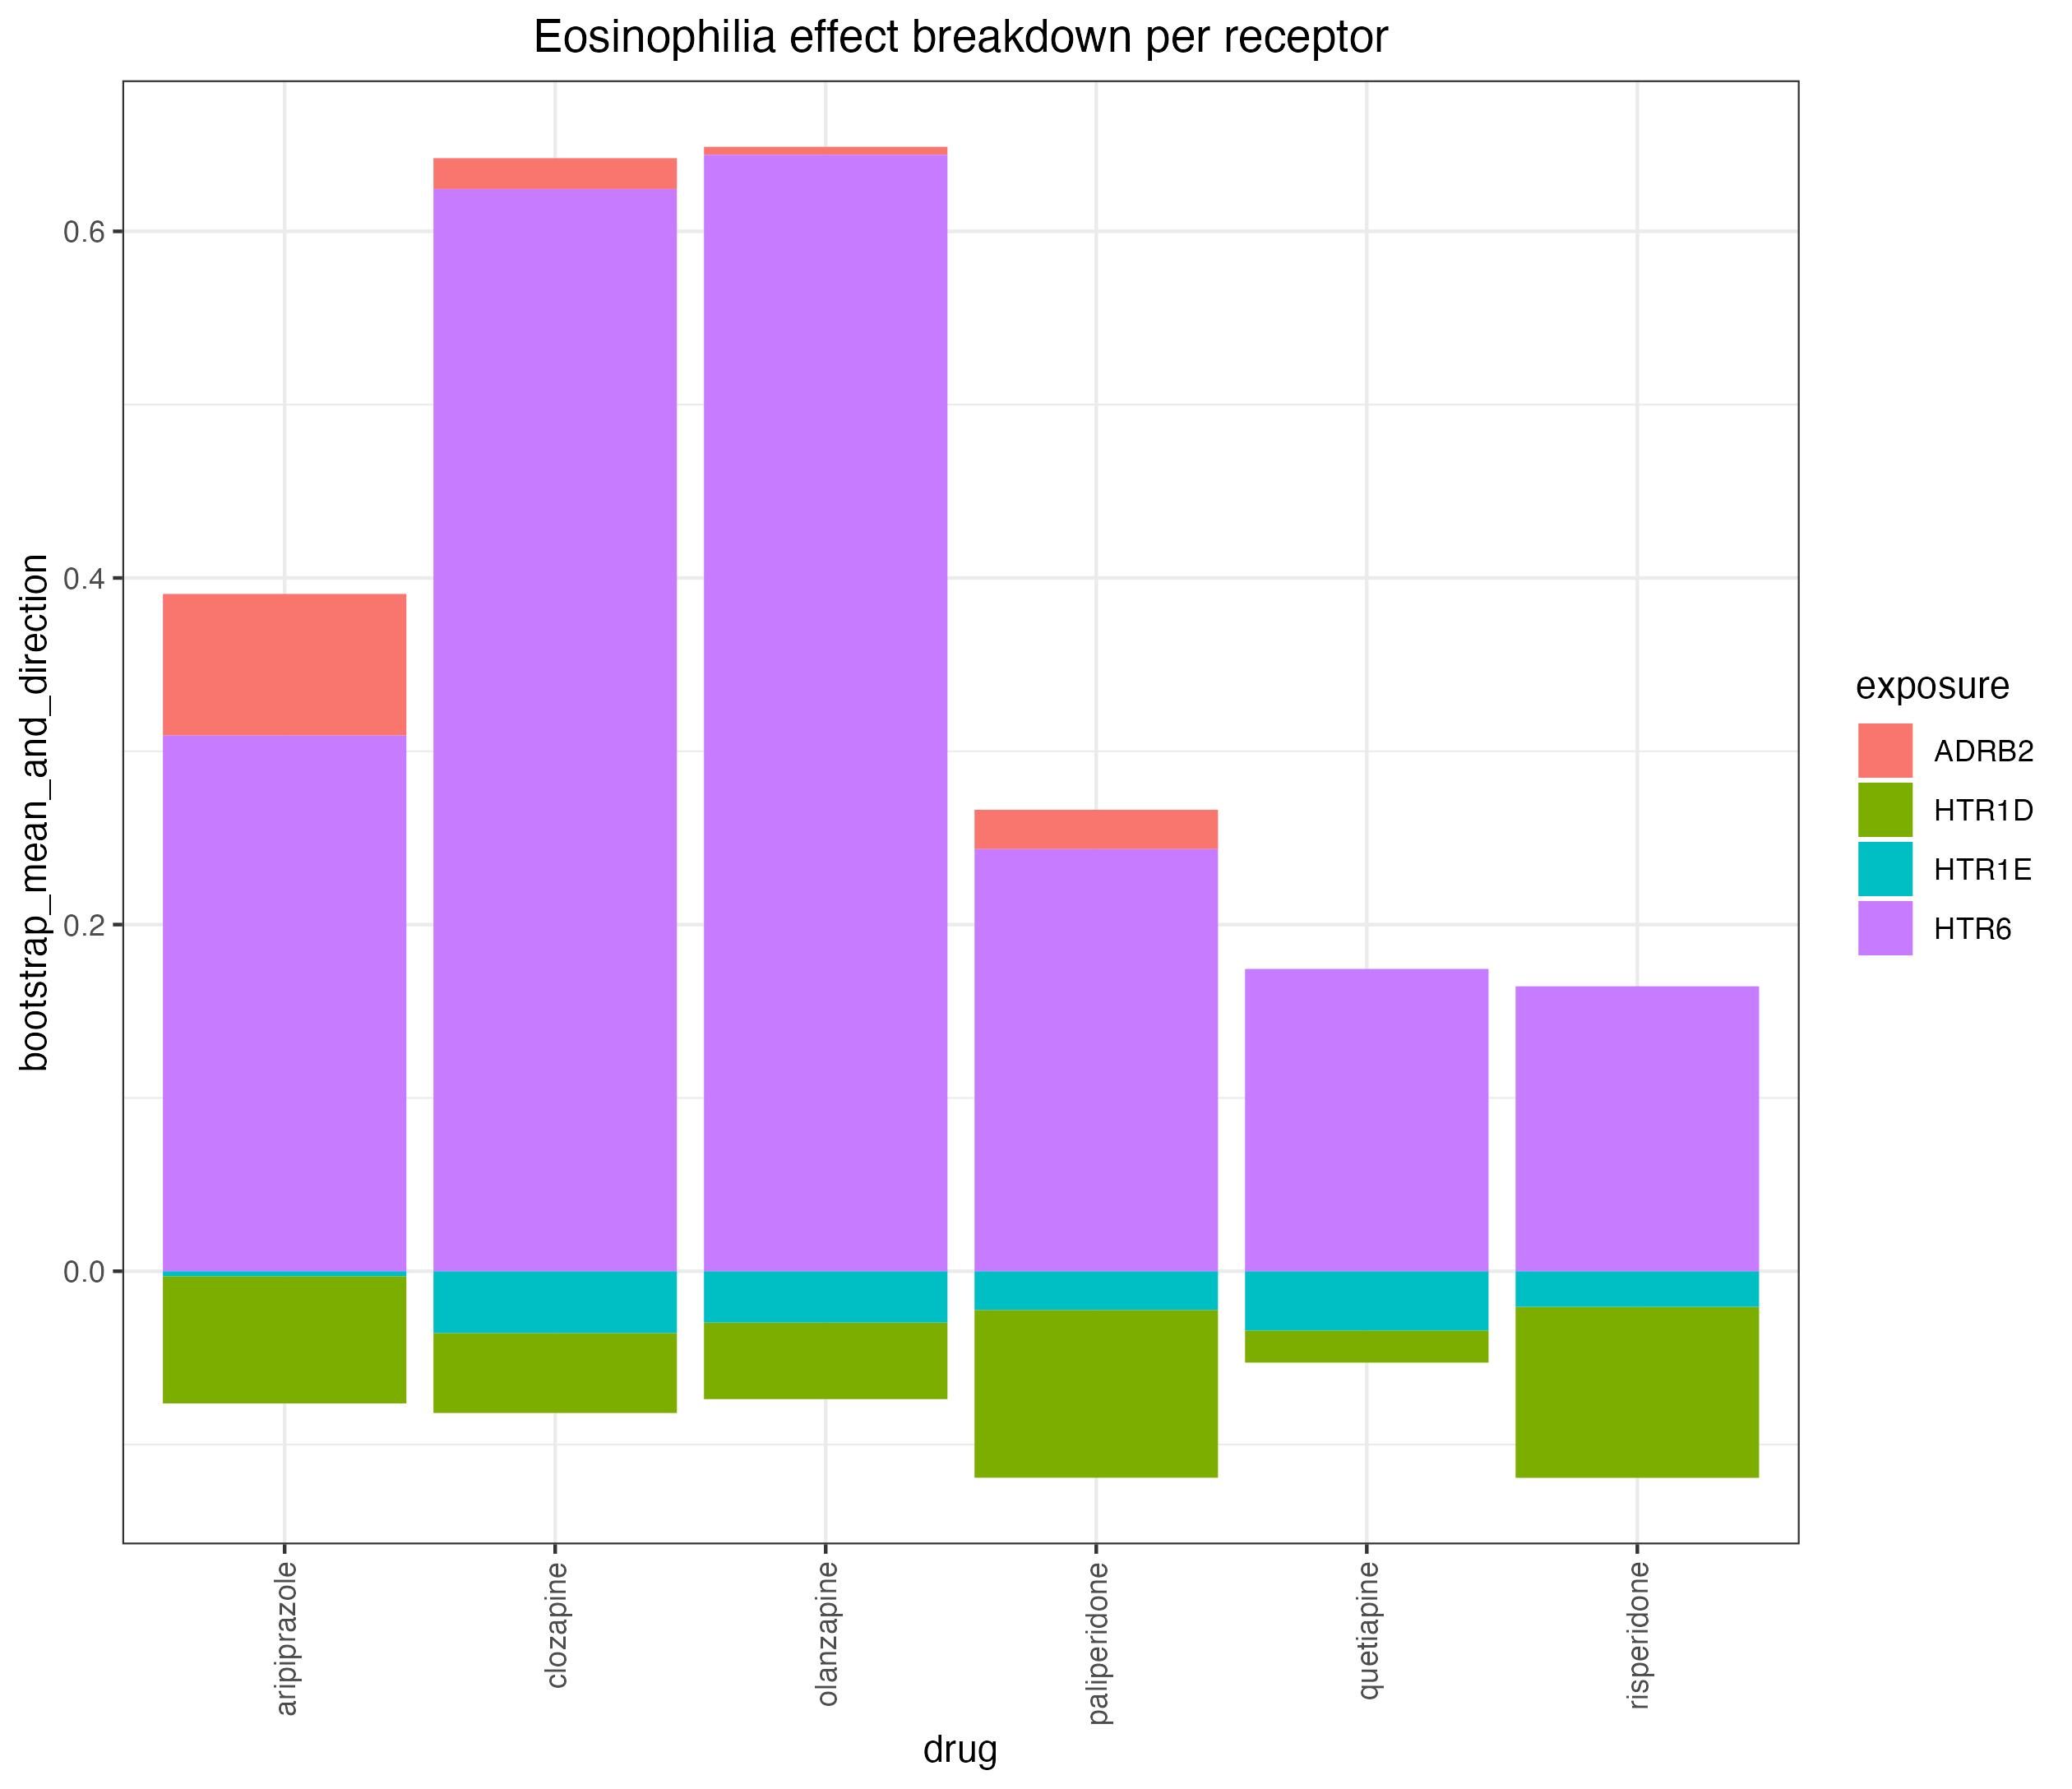 Eosinophilia effect breakdown per receptor
bootstrap_mean_and_direction
0.6
0.4
0.2
0.0
aripiprazole
clozapine
olanzapine
paliperidone
quetiapine
risperidone
drug
exposure
ADRB2
HTR1D
HTR1E
HTR6